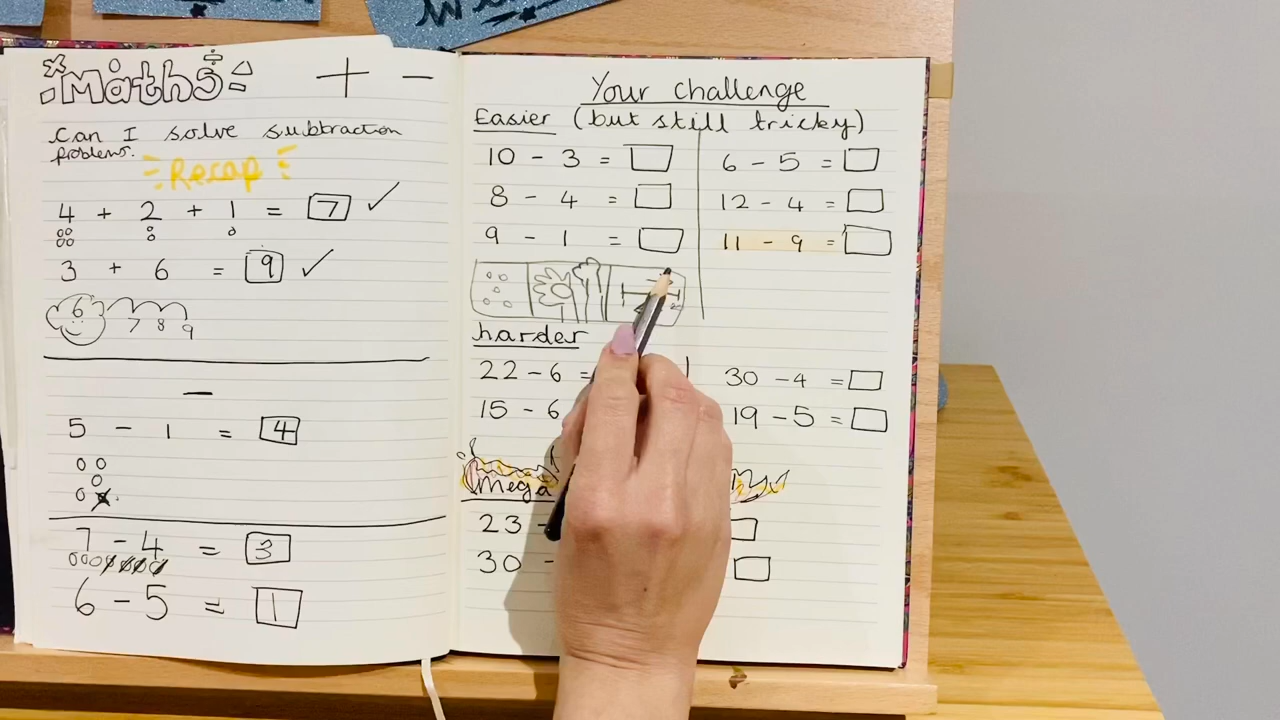 Maths + -
Can I solve subtraction
problems.
Recap
4 + 2 + 1 = 7 ✓
3 + 6 = 9 ✓
6 7 8 9
-
5 - 1 = 4
7 - 4 = 3
6 - 5 = 1
Your challenge
Easier (but still tricky)
10 - 3 =
8 - 4 =
9 - 1 =
6 - 5 =
12 - 4 =
11 - 9 =
harder
22 - 6 =
15 - 6
30 - 4 =
19 - 5 =
Mega
23 -
30 -